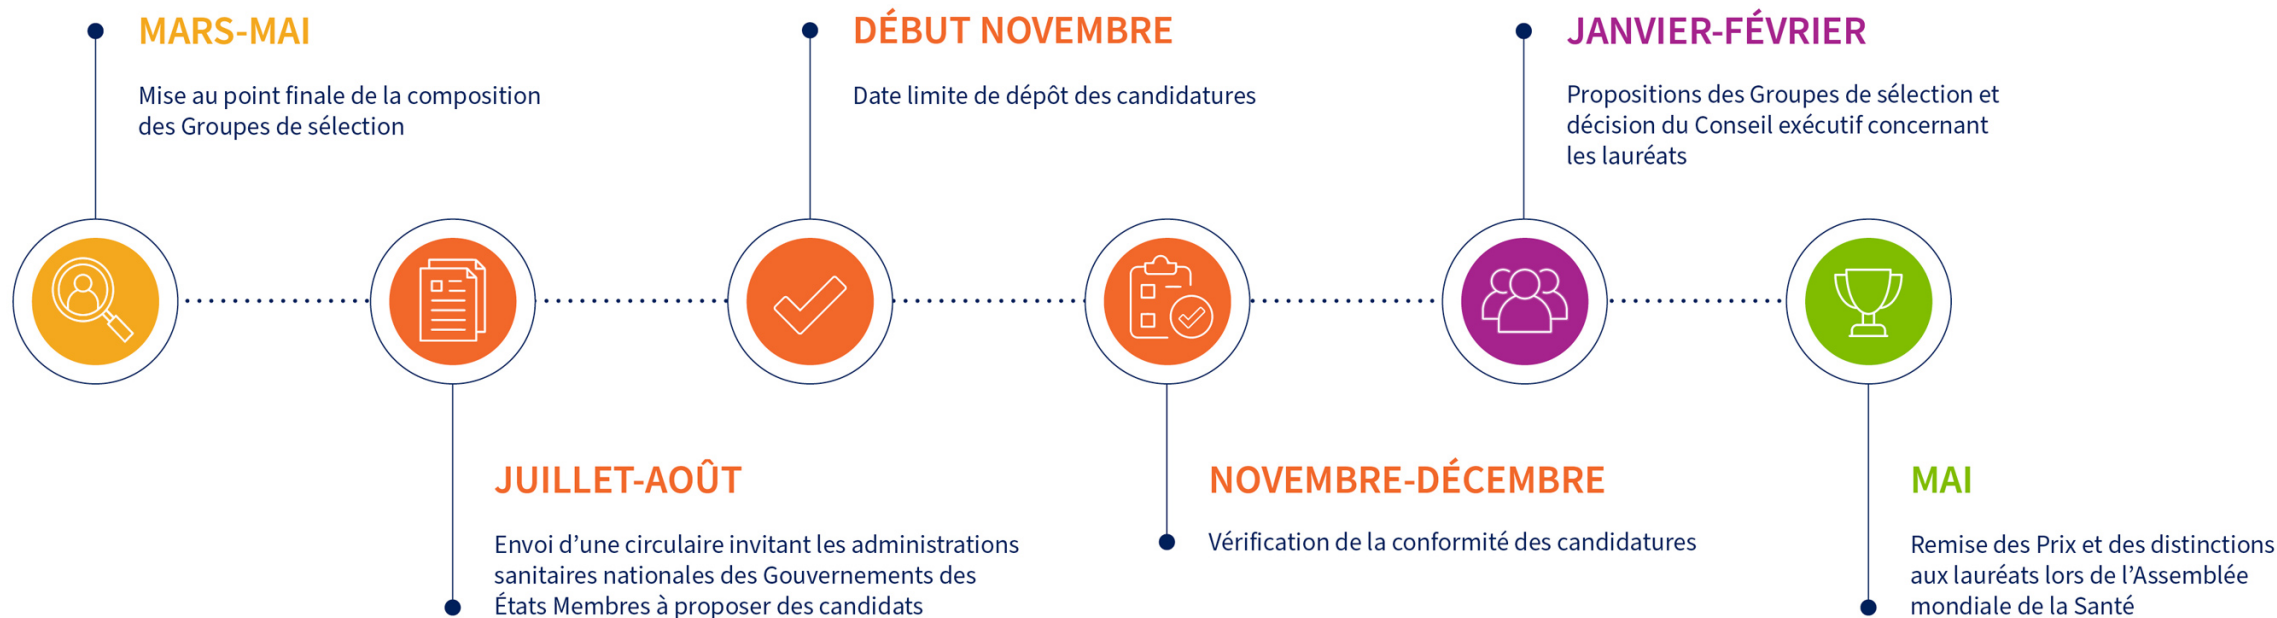 MARS-MAI
Mise au point finale de la composition
des Groupes de sélection
JUILLET-AOÛT
Envoi d’une circulaire invitant les administrations
sanitaires nationales des Gouvernements des
États Membres à proposer des candidats
DÉBUT NOVEMBRE
Date limite de dépôt des candidatures
NOVEMBRE-DÉCEMBRE
Vérification de la conformité des candidatures
JANVIER-FÉVRIER
Propositions des Groupes de sélection et
décision du Conseil exécutif concernant
les lauréats
MAI
Remise des Prix et des distinctions
aux lauréats lors de l’Assemblée
mondiale de la Santé